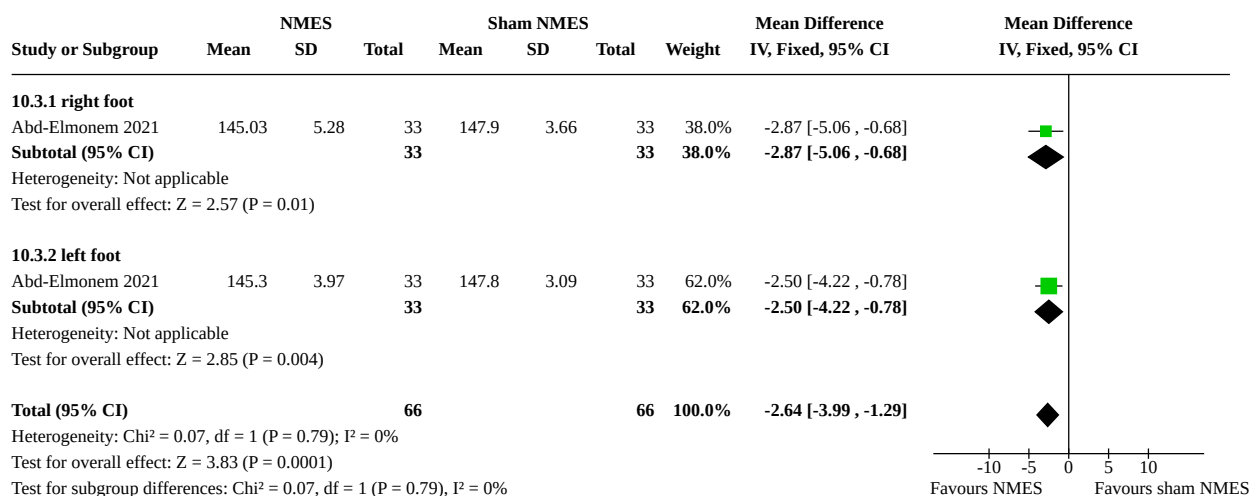 NMES Sham NMES Mean Difference Mean Difference
Study or Subgroup Mean SD Total Mean SD Total Weight IV, Fixed, 95% CI IV, Fixed, 95% CI
10.3.1 right foot
Abd-Elmonem 2021 145.03 5.28 33 147.9 3.66 33 38.0% -2.87 [-5.06 , -0.68]
Subtotal (95% CI) 33 33 38.0% -2.87 [-5.06 , -0.68]
Heterogeneity: Not applicable
Test for overall effect: Z = 2.57 (P = 0.01)
10.3.2 left foot
Abd-Elmonem 2021 145.3 3.97 33 147.8 3.09 33 62.0% -2.50 [-4.22 , -0.78]
Subtotal (95% CI) 33 33 62.0% -2.50 [-4.22 , -0.78]
Heterogeneity: Not applicable
Test for overall effect: Z = 2.85 (P = 0.004)
Total (95% CI) 66 66 100.0% -2.64 [-3.99 , -1.29]
Heterogeneity: Chi² = 0.07, df = 1 (P = 0.79); I² = 0%
Test for overall effect: Z = 3.83 (P = 0.0001)
-10 -5 0 5 10
Test for subgroup differences: Chi² = 0.07, df = 1 (P = 0.79), I² = 0% Favours NMES Favours sham NMES